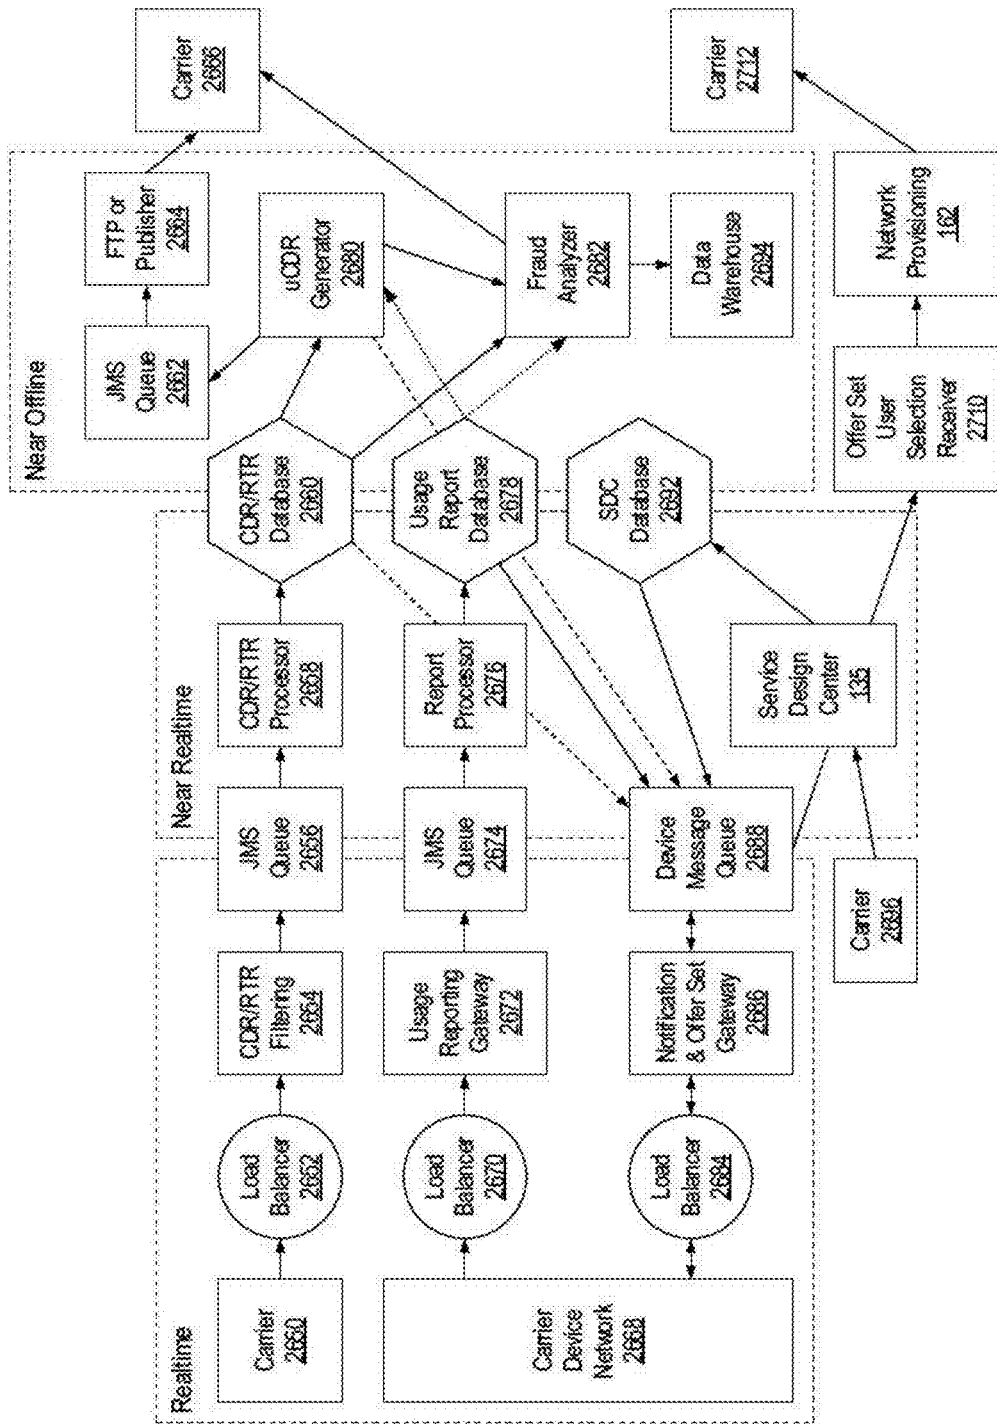 Realtime
Near Realtime
Near Offline
Carrier
2650
Load
Balancer
2652
CDR/RTR
Filtering
2654
JMS
Queue
2656
CDR/RTR
Processor
2658
CDR/RTR
Database
2660
JMS
Queue
2662
FTP or
Publisher
2664
Carrier
2666
uCDR
Generator
2680
Carrier
Device
Network
2668
Load
Balancer
2670
Usage
Reporting
Gateway
2672
JMS
Queue
2674
Report
Processor
2676
Usage
Report
Database
2678
Fraud
Analyzer
2682
Load
Balancer
2684
Notification
& Offer Set
Gateway
2686
Device
Message
Queue
2688
SDC
Database
2692
Data
Warehouse
2694
Carrier
2696
Service
Design
Center
135
Offer Set
User
Selection
Receiver
2710
Network
Provisioning
162
Carrier
2712